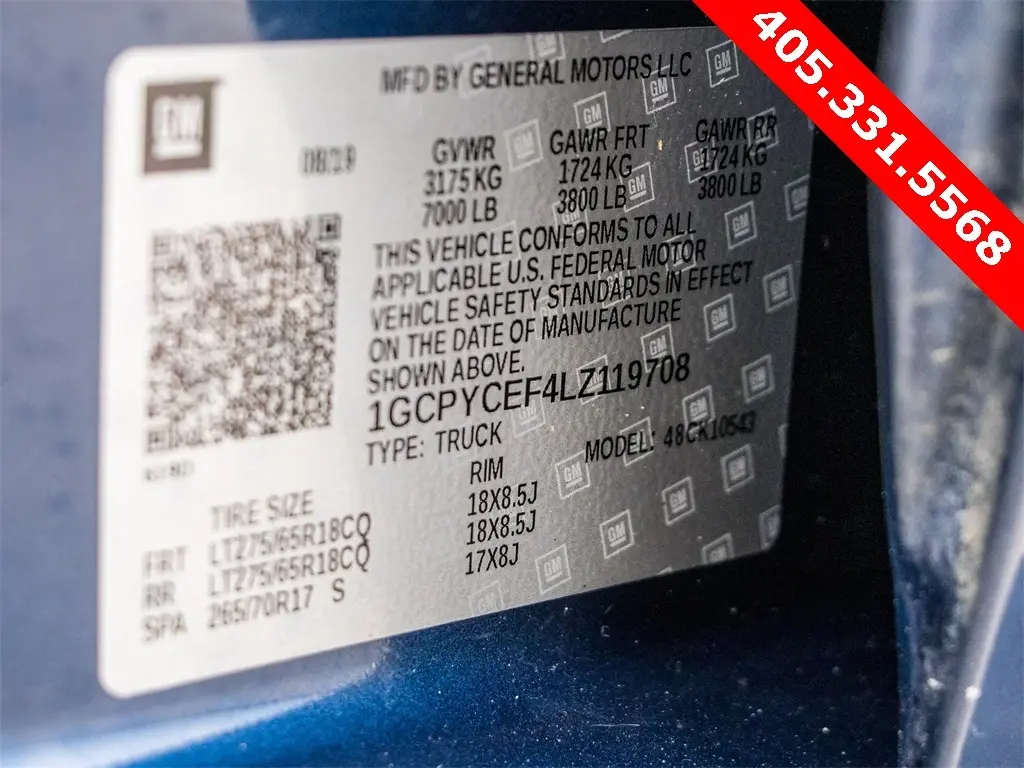 405.331.5568
MFD BY GENERAL MOTORS LLC
GM
08/19
GVWR GAWR FRT GAWR RR
3175 KG 1724 KG 1724 KG
7000 LB 3800 LB 3800 LB
THIS VEHICLE CONFORMS TO ALL
APPLICABLE U.S. FEDERAL MOTOR
VEHICLE SAFETY STANDARDS IN EFFECT
ON THE DATE OF MANUFACTURE
SHOWN ABOVE.
1GCPYCEF4LZ119708
TYPE: TRUCK MODEL: 48CK10543
TIRE SIZE RIM
FRT LT275/65R18CQ 18X8.5J
RR LT275/65R18CQ 18X8.5J
SPA 265/70R17 S 17X8J